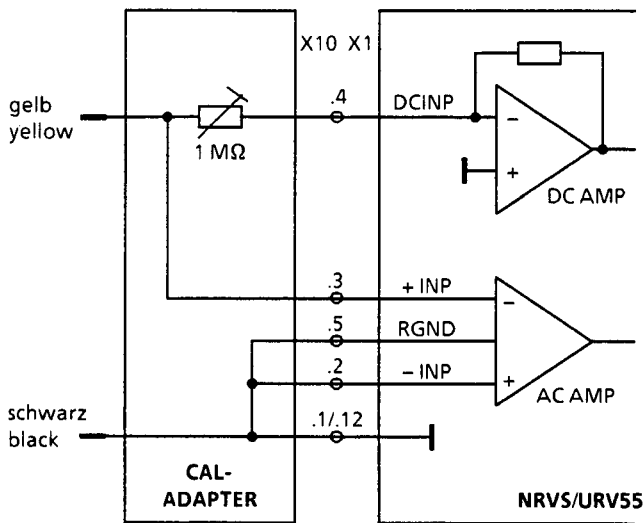 X10 X1
gelb
yellow
.4
DCINP
1 MΩ
−
+
DC AMP
.3
+ INP
−
.5
RGND
.2
− INP
+
AC AMP
schwarz
black
.1/.12
CAL-
ADAPTER
NRVS/URV55